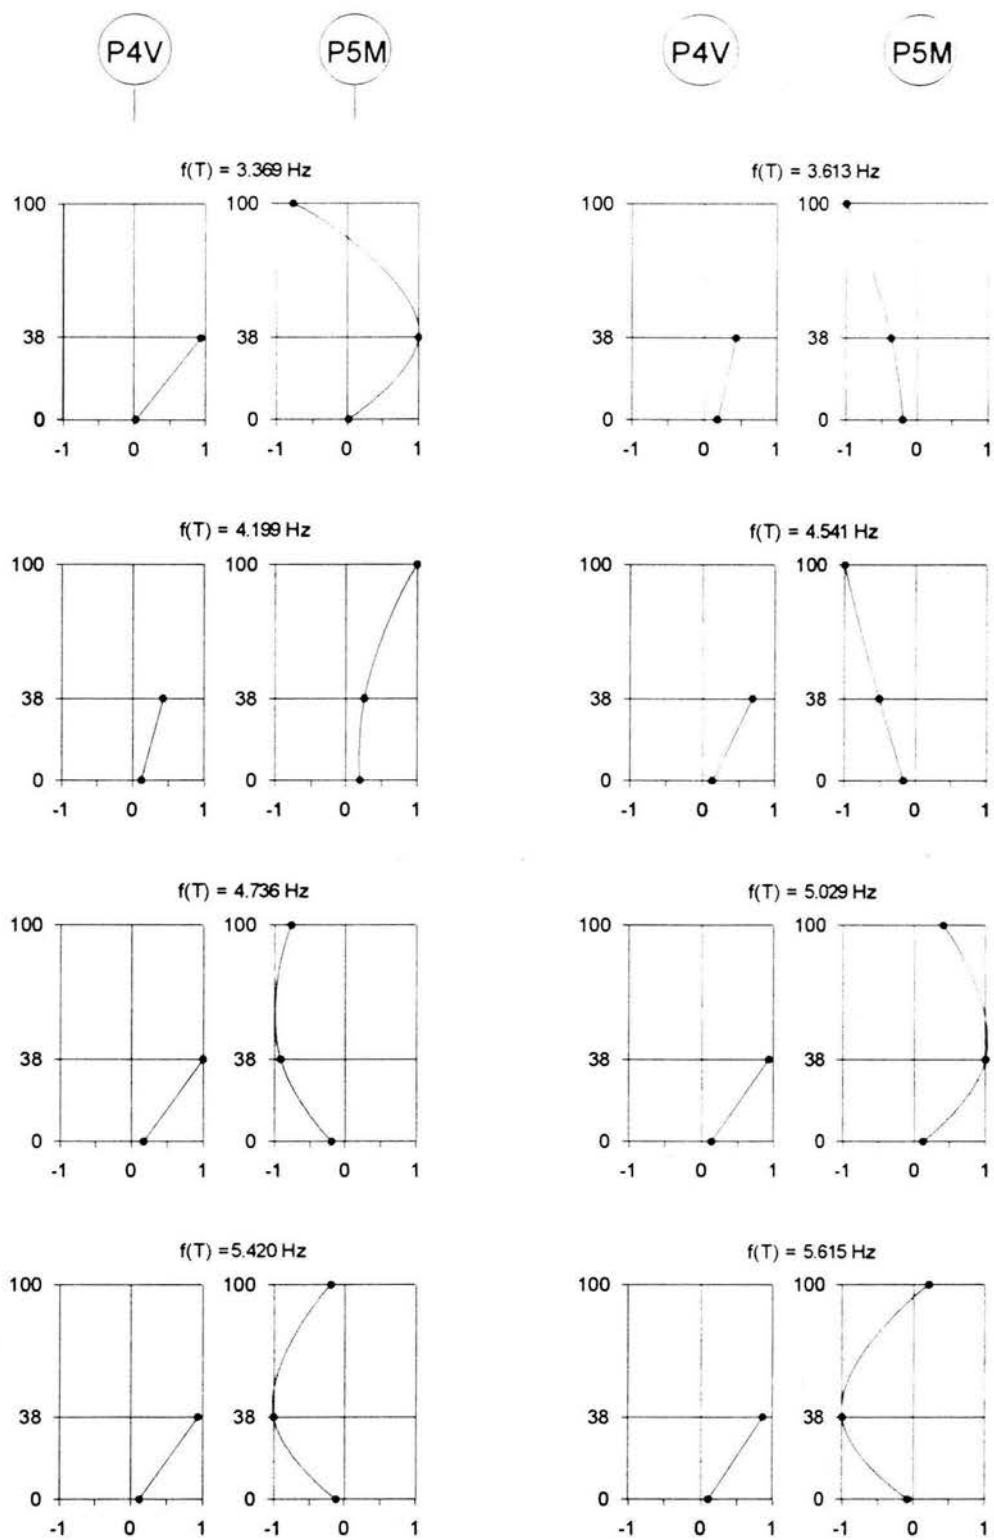 P4V P5M P4V P5M
f(T) = 3.369 Hz f(T) = 3.613 Hz
100 100 100 100
38 38 38 38
0 0 0 0
-1 0 1 -1 0 1 -1 0 1 -1 0 1
f(T) = 4.199 Hz f(T) = 4.541 Hz
100 100 100 100
38 38 38 38
0 0 0 0
-1 0 1 -1 0 1 -1 0 1 -1 0 1
f(T) = 4.736 Hz f(T) = 5.029 Hz
100 100 100 100
38 38 38 38
0 0 0 0
-1 0 1 -1 0 1 -1 0 1 -1 0 1
f(T) =5.420 Hz f(T) = 5.615 Hz
100 100 100 100
38 38 38 38
0 0 0 0
-1 0 1 -1 0 1 -1 0 1 -1 0 1